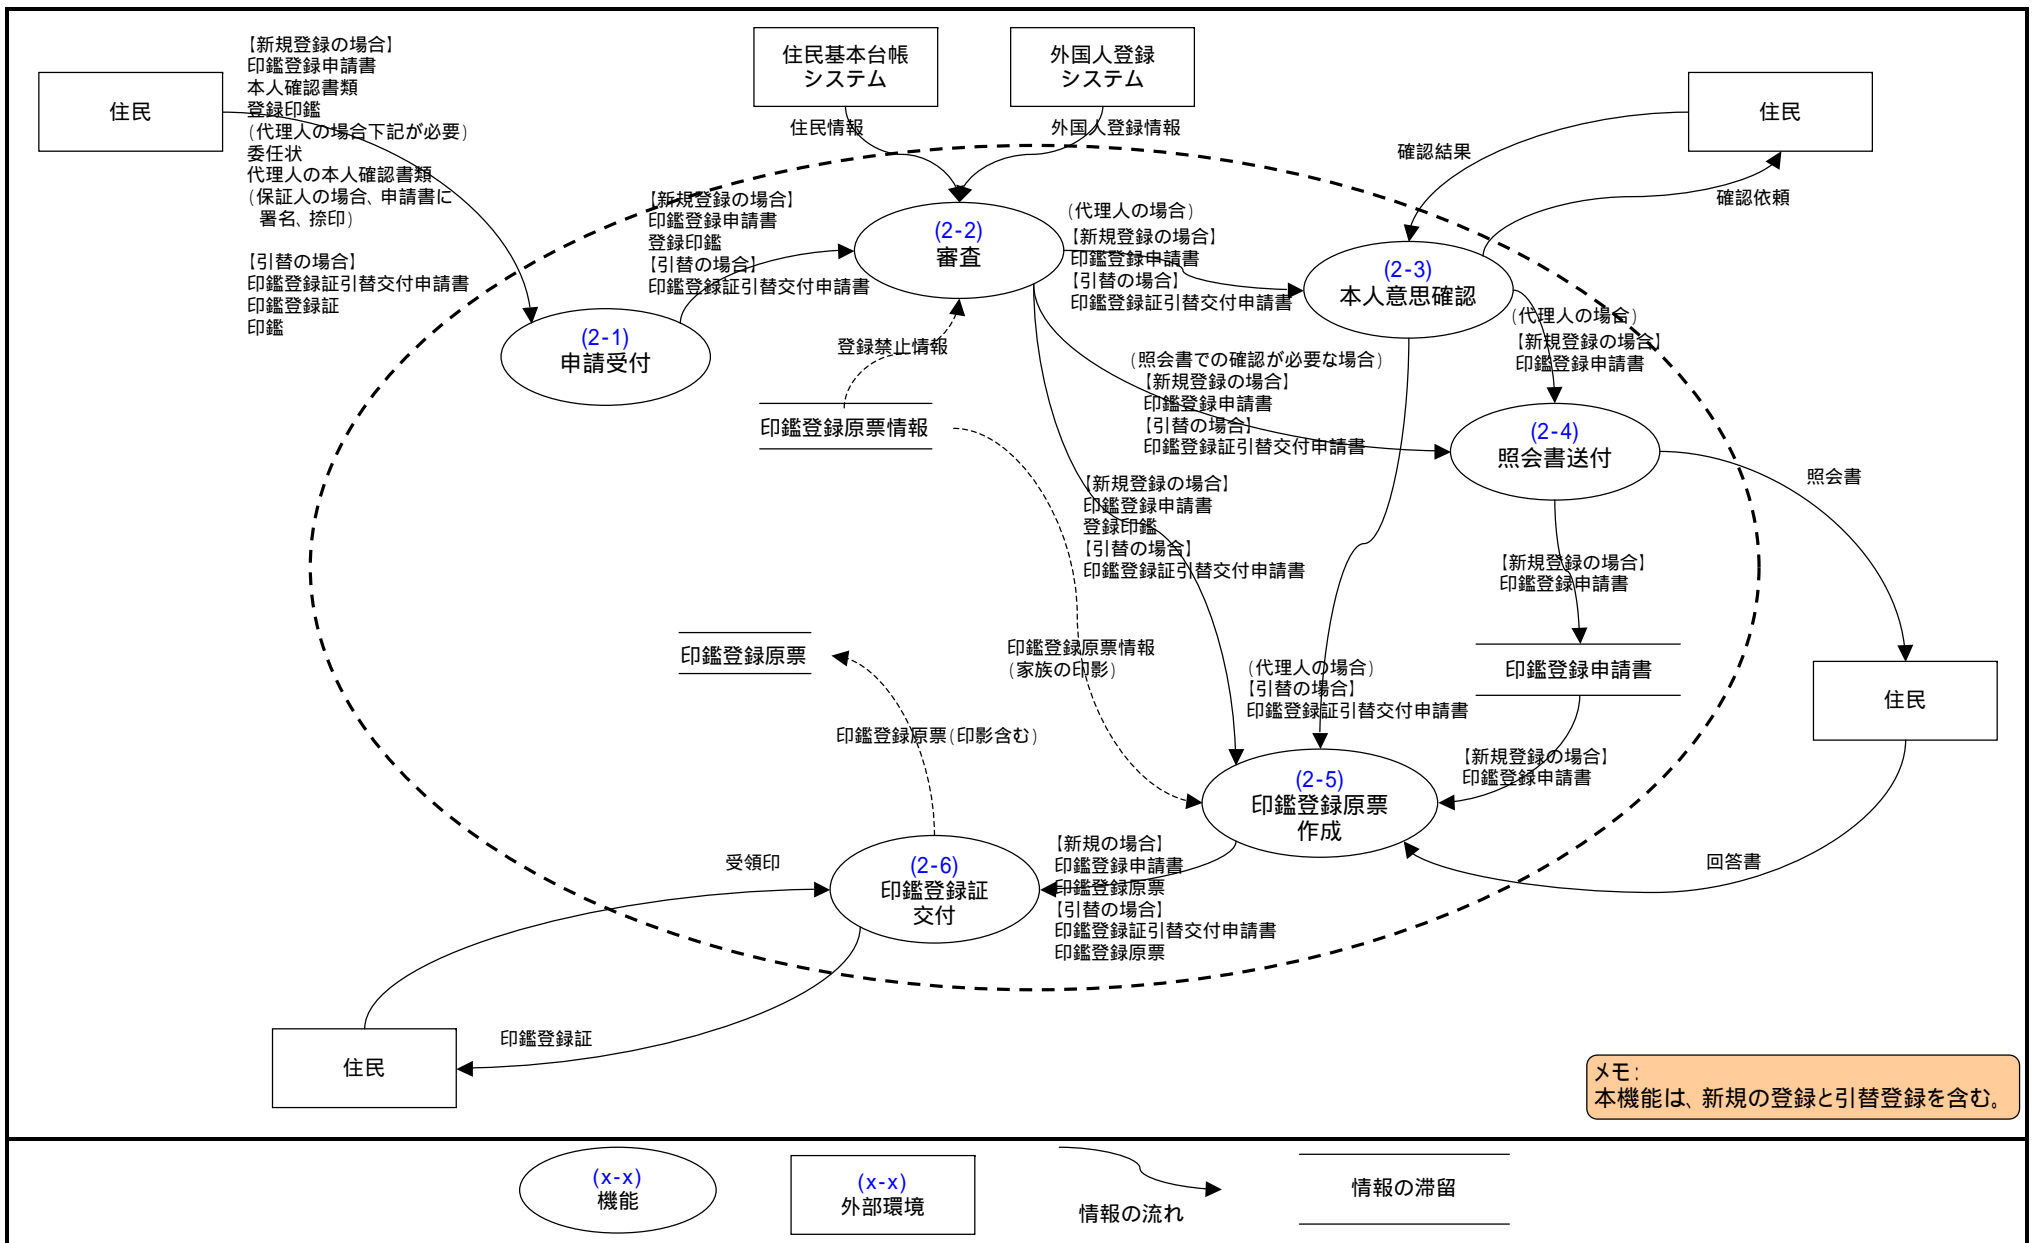 【新規登録の場合】
印鑑登録申請書
本人確認書類
登録印鑑
(代理人の場合下記が必要)
委任状
代理人の本人確認書類
(保証人の場合、申請書に
署名、捺印)
【引替の場合】
印鑑登録証引替交付申請書
印鑑登録証
印鑑
住民
住民基本台帳
システム
外国人登録
システム
住民
住民情報
外国人登録情報
確認結果
確認依頼
【新規登録の場合】
印鑑登録申請書
登録印鑑
【引替の場合】
印鑑登録証引替交付申請書
(2-2)
審査
(代理人の場合)
【新規登録の場合】
印鑑登録申請書
【引替の場合】
印鑑登録証引替交付申請書
(2-3)
本人意思確認
(2-1)
申請受付
登録禁止情報
(代理人の場合)
【新規登録の場合】
印鑑登録申請書
(照会書での確認が必要な場合)
【新規登録の場合】
印鑑登録申請書
【引替の場合】
印鑑登録証引替交付申請書
印鑑登録原票情報
(2-4)
照会書送付
照会書
【新規登録の場合】
印鑑登録申請書
登録印鑑
【引替の場合】
印鑑登録証引替交付申請書
【新規登録の場合】
印鑑登録申請書
印鑑登録原票
印鑑登録原票情報
(家族の印影)
(代理人の場合)
【引替の場合】
印鑑登録証引替交付申請書
印鑑登録申請書
住民
印鑑登録原票(印影含む)
【新規登録の場合】
印鑑登録申請書
(2-5)
印鑑登録原票
作成
受領印
(2-6)
印鑑登録証
交付
【新規の場合】
印鑑登録申請書
印鑑登録原票
【引替の場合】
印鑑登録証引替交付申請書
印鑑登録原票
回答書
印鑑登録証
住民
メモ:
本機能は、新規の登録と引替登録を含む。
(x-x)
機能
(x-x)
外部環境
情報の流れ
情報の滞留